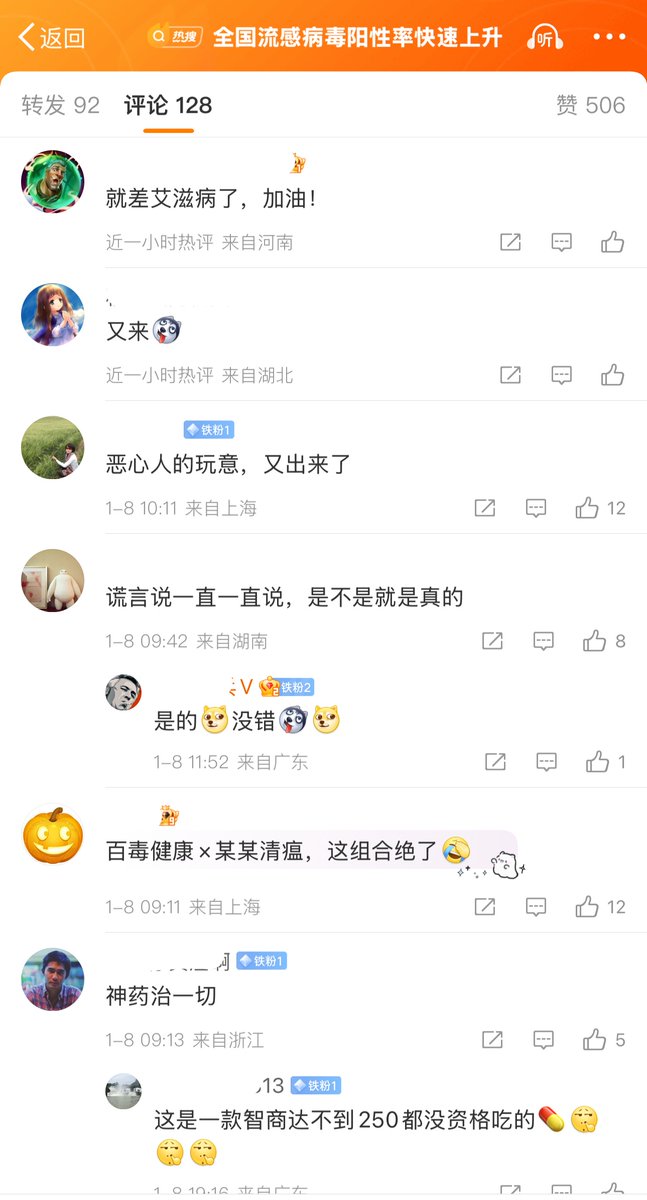 返回
热搜
全国流感病毒阳性率快速上升
听
转发 92 评论 128
赞 506
就差艾滋病了，加油！
近一小时热评 来自河南
又来
近一小时热评 来自湖北
铁粉1
恶心人的玩意，又出来了
1-8 10:11 来自上海
12
谎言说一直一直说，是不是就是真的
1-8 09:42 来自湖南
8
V 铁粉2
是的 没错
1-8 11:52 来自广东
1
百毒健康×某某清瘟，这组合绝了
1-8 09:11 来自上海
12
铁粉1
神药治一切
1-8 09:13 来自浙江
5
13 铁粉1
这是一款智商达不到250都没资格吃的
1-8 19:16 来自广东